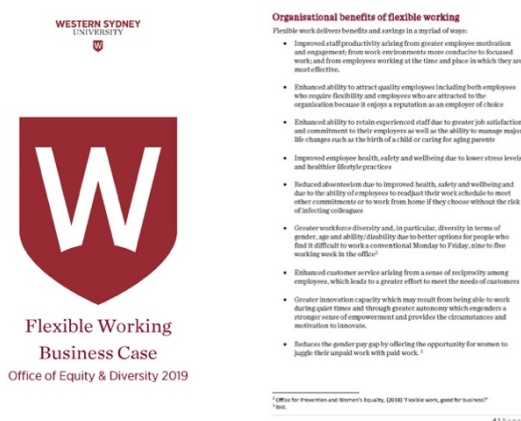 WESTERN SYDNEY
UNIVERSITY
W
W
Flexible Working
Business Case
Office of Equity & Diversity 2019
Organisational benefits of flexible working
Flexible work delivers benefits and savings in a myriad of ways:
• Improved staff productivity arising from greater employee motivation
and engagement; from work environments more conducive to focussed
work; and from employees working at the time and place in which they are
most effective.
• Enhanced ability to attract quality employees including both employees
who require flexibility and employees who are attracted to the
organisation because it enjoys a reputation as an employer of choice
• Enhanced ability to retain experienced staff due to greater job satisfaction
and commitment to their employers as well as the ability to manage major
life changes such as the birth of a child or caring for aging parents
• Improved employee health, safety and wellbeing due to lower stress levels
and healthier lifestyle practices
• Reduced absenteeism due to improved health, safety and wellbeing and
due to the ability of employees to readjust their work schedule to meet
other commitments or to work from home if they choose without the risk
of infecting colleagues
• Greater workforce diversity and, in particular, diversity in terms of
gender, age and ability/disability due to better options for people who
find it difficult to work a conventional Monday to Friday, nine to five
working week in the office²
• Enhanced customer service arising from a sense of reciprocity among
employees, which leads to a greater effort to meet the needs of customers
• Greater innovation capacity which may result from being able to work
during quiet times and through greater autonomy which engenders a
stronger sense of empowerment and provides the circumstances and
motivation to innovate.
• Reduces the gender pay gap by offering the opportunity for women to
juggle their unpaid work with paid work. ³
² Office for Prevention and Women's Equality, (2018) 'Flexible work, good for business?'